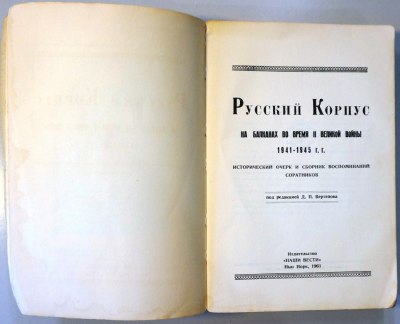 Русский Корпус
НА БАЛКАНАХ ВО ВРЕМЯ II ВЕЛИКОЙ ВОЙНЫ
1941-1945 г. г.
ИСТОРИЧЕСКИЙ ОЧЕРК И СБОРНИК ВОСПОМИНАНИЙ
СОРАТНИКОВ
под редакцией Д. П. Вертепова
Издательство
«НАШИ ВЕСТИ»
Нью Иорк, 1963